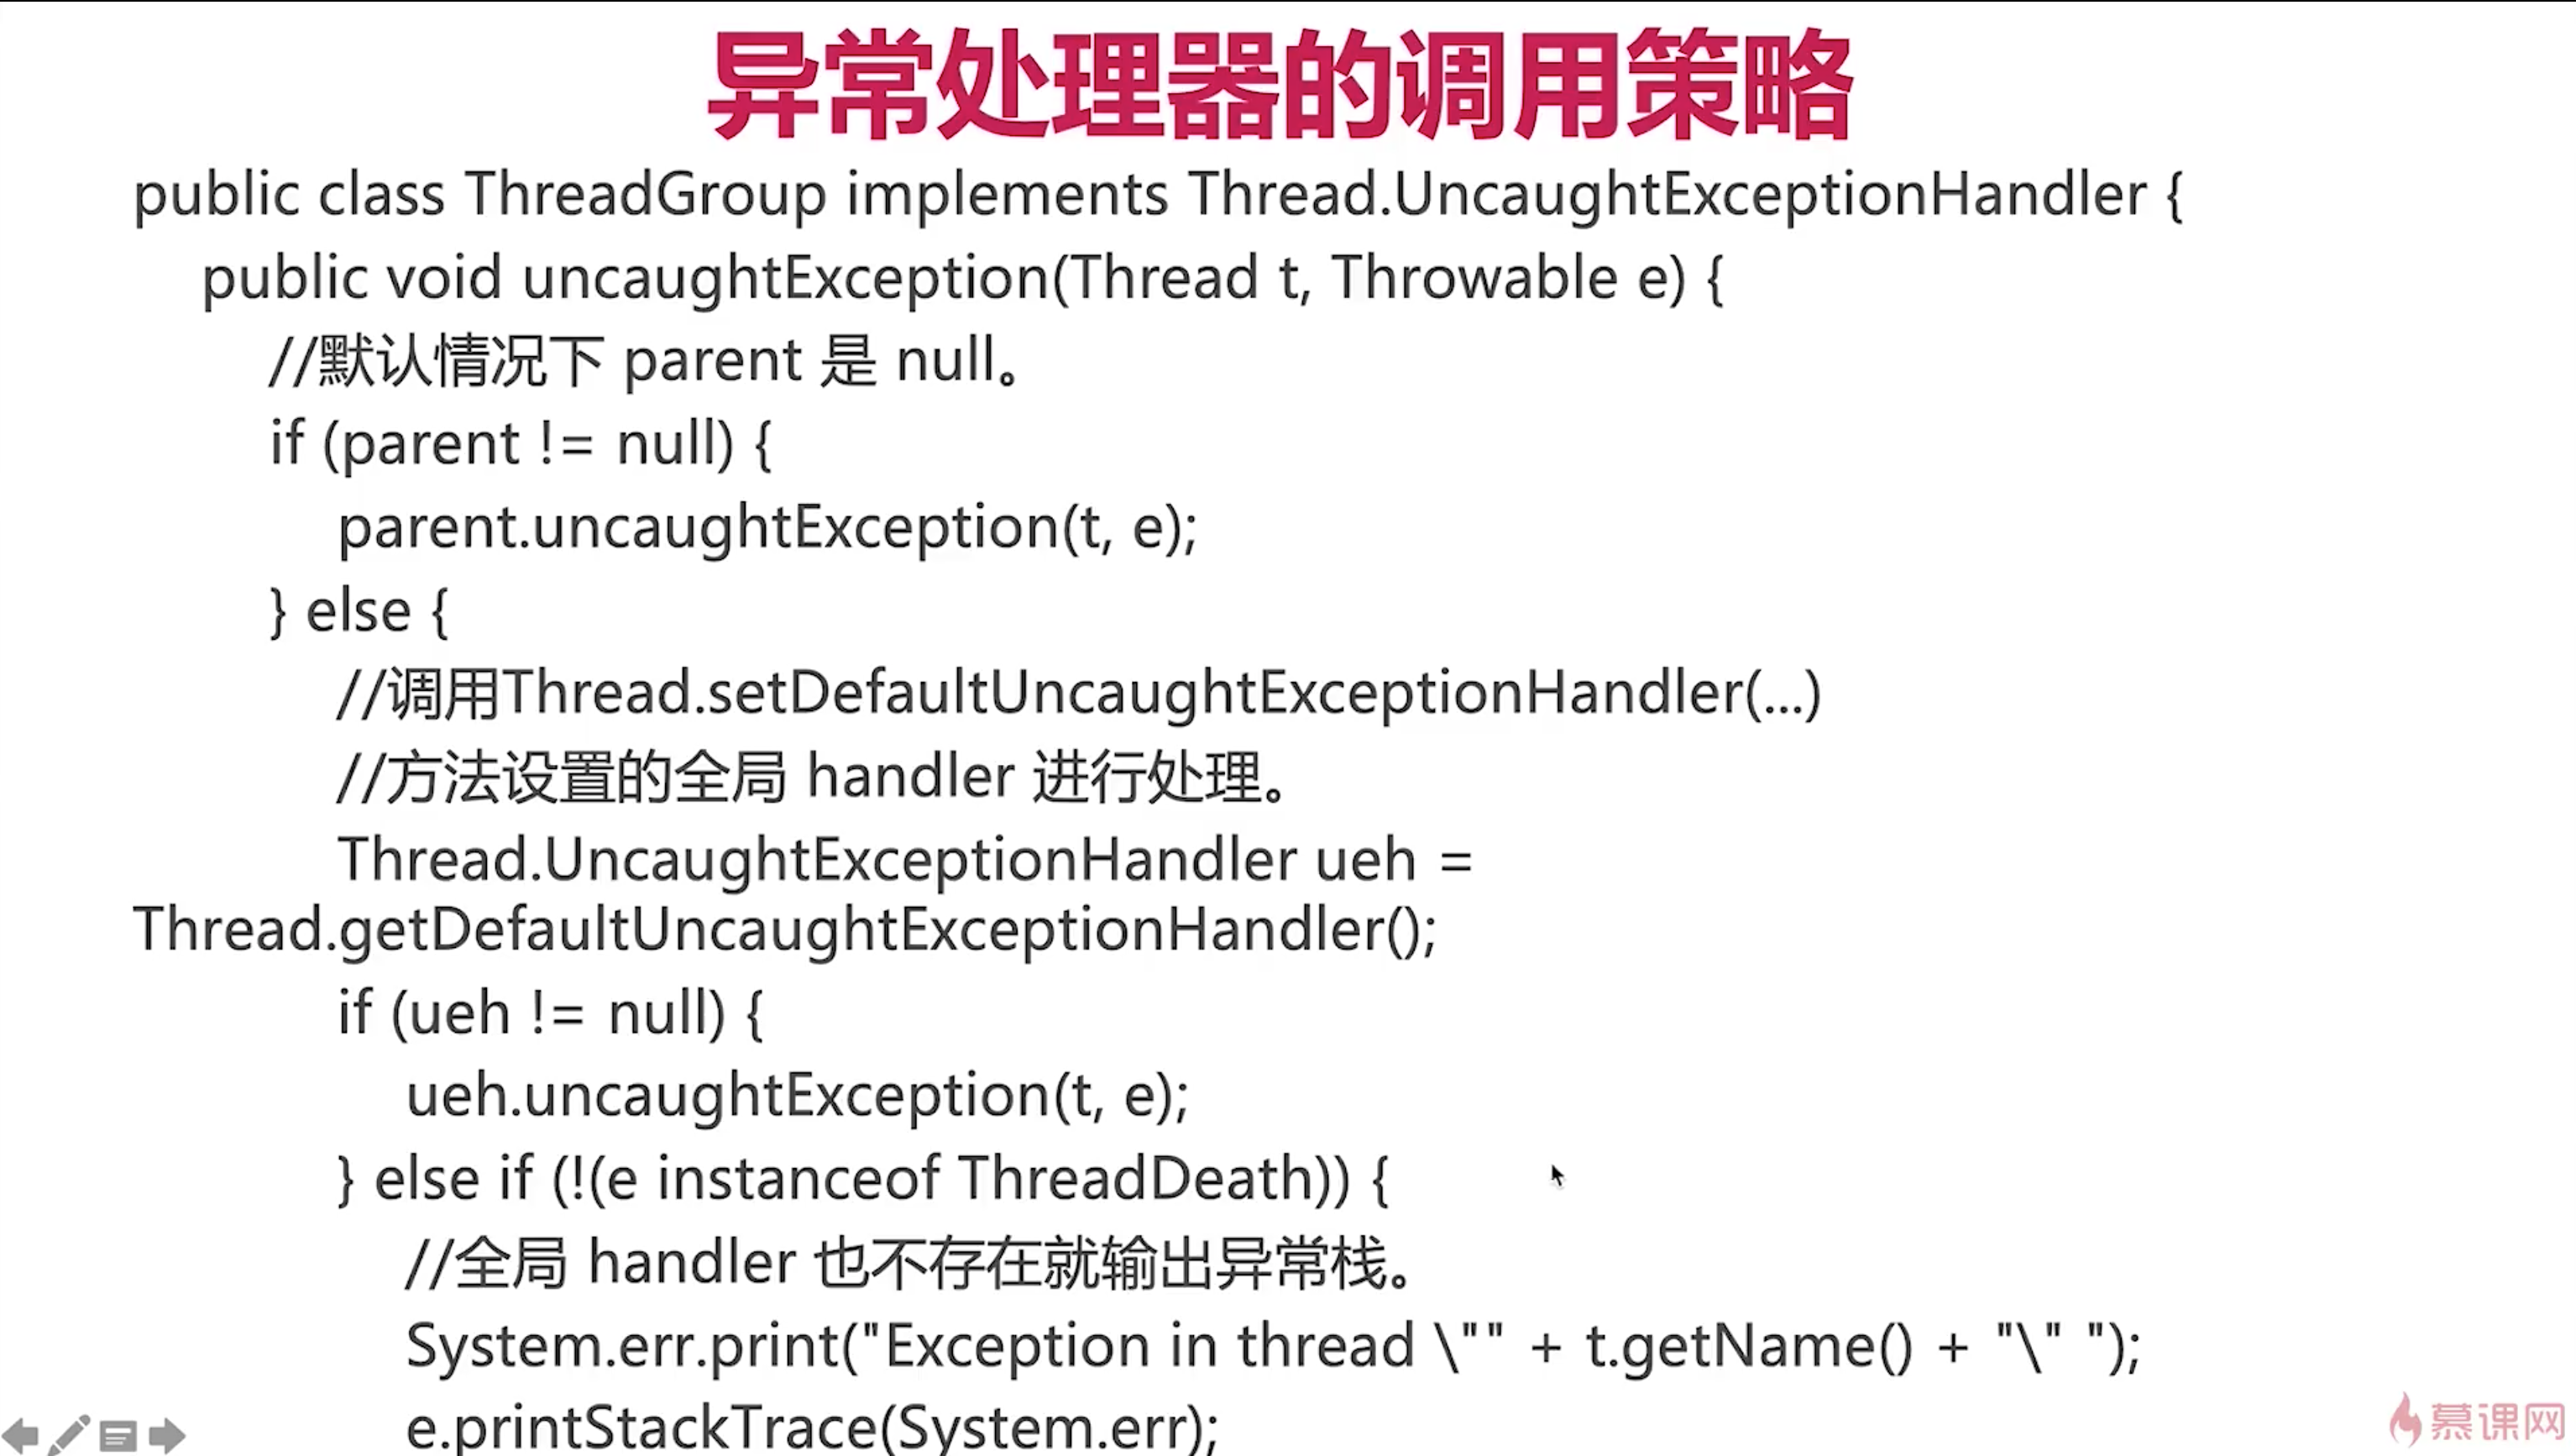 异常处理器的调用策略
public class ThreadGroup implements Thread.UncaughtExceptionHandler {
public void uncaughtException(Thread t, Throwable e) {
//默认情况下 parent 是 null。
if (parent != null) {
parent.uncaughtException(t, e);
} else {
//调用Thread.setDefaultUncaughtExceptionHandler(...)
//方法设置的全局 handler 进行处理。
Thread.UncaughtExceptionHandler ueh =
Thread.getDefaultUncaughtExceptionHandler();
if (ueh != null) {
ueh.uncaughtException(t, e);
} else if (!(e instanceof ThreadDeath)) {
//全局 handler 也不存在就输出异常栈。
System.err.print("Exception in thread \"" + t.getName() + "\" ");
e.printStackTrace(System.err);
慕课网